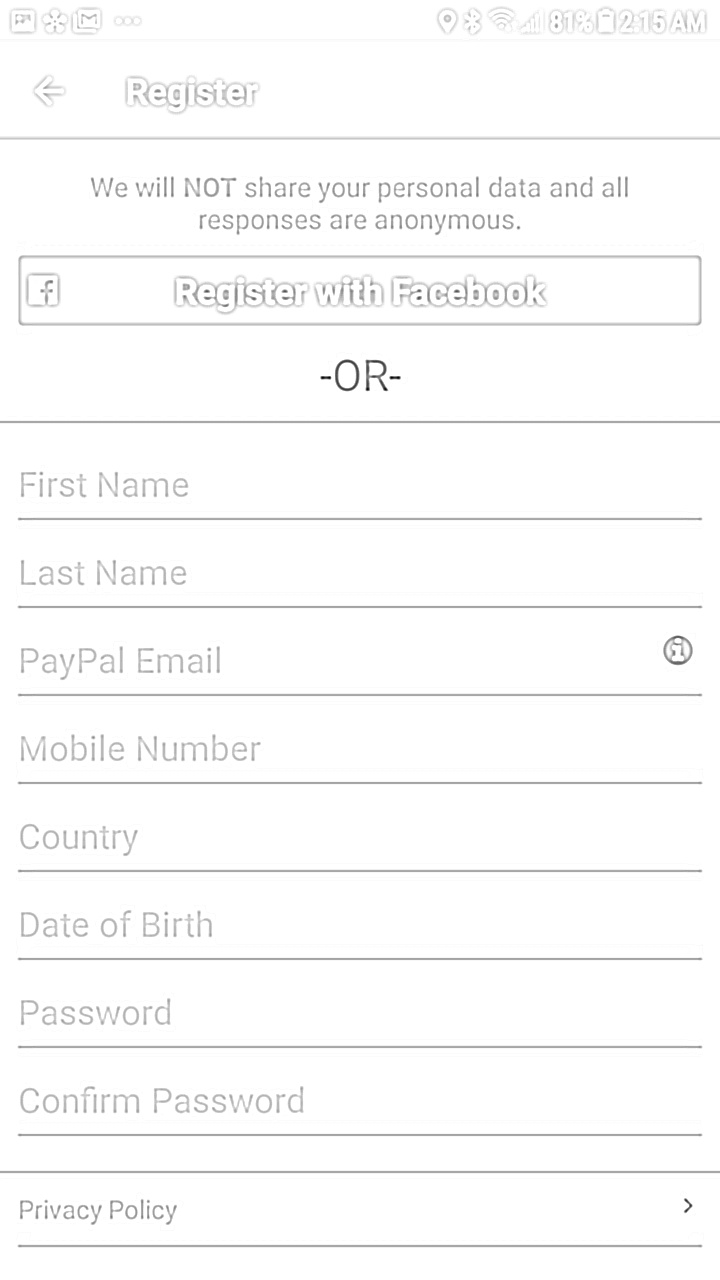 81% 2:15 AM
Register
We will NOT share your personal data and all
responses are anonymous.
Register with Facebook
-OR-
First Name
Last Name
PayPal Email
Mobile Number
Country
Date of Birth
Password
Confirm Password
Privacy Policy